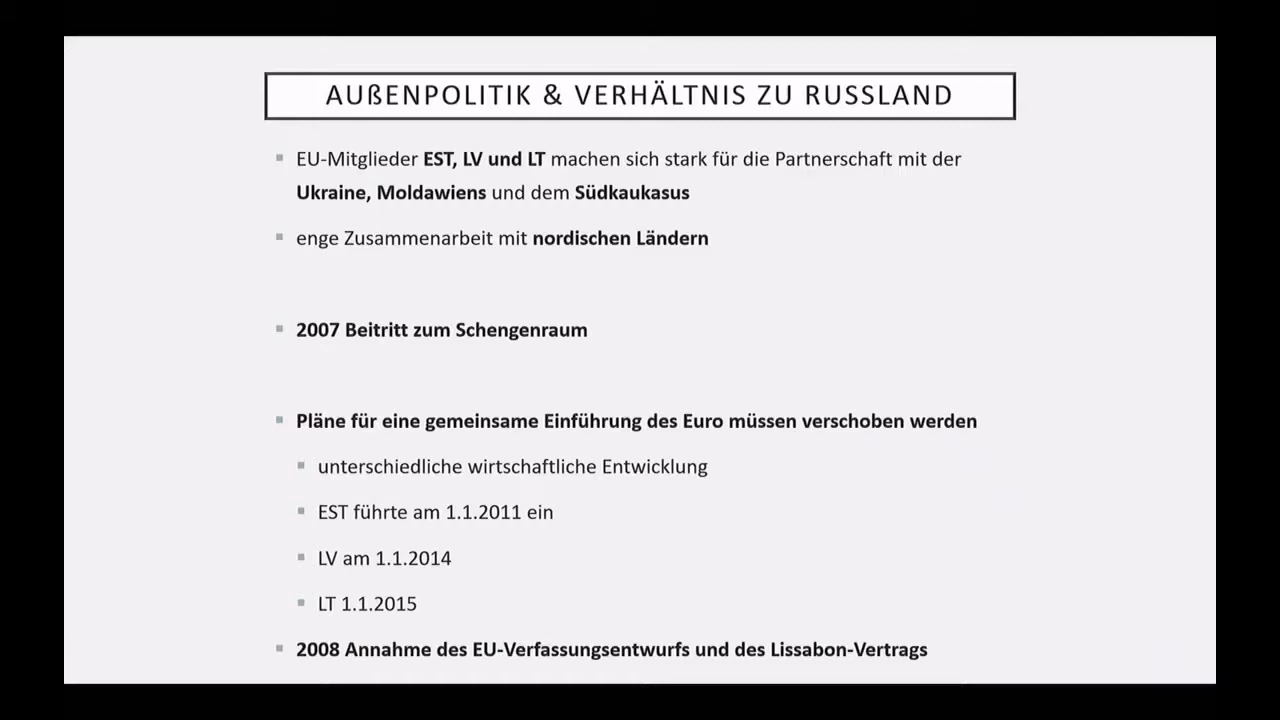 AUßENPOLITIK & VERHÄLTNIS ZU RUSSLAND
EU-Mitglieder EST, LV und LT machen sich stark für die Partnerschaft mit der
Ukraine, Moldawiens und dem Südkaukasus
enge Zusammenarbeit mit nordischen Ländern
2007 Beitritt zum Schengenraum
Pläne für eine gemeinsame Einführung des Euro müssen verschoben werden
unterschiedliche wirtschaftliche Entwicklung
EST führte am 1.1.2011 ein
LV am 1.1.2014
LT 1.1.2015
2008 Annahme des EU-Verfassungsentwurfs und des Lissabon-Vertrags